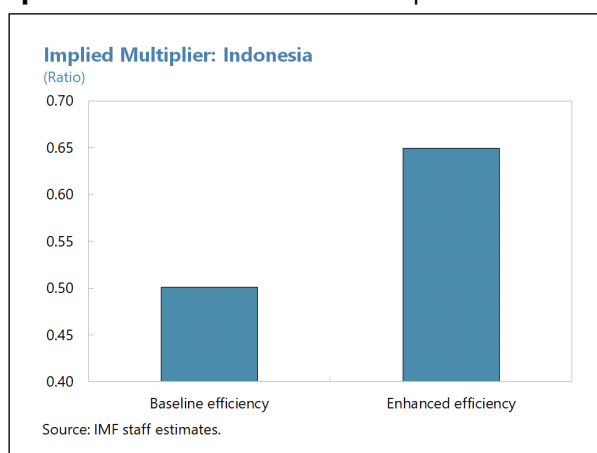 Implied Multiplier: Indonesia
(Ratio)
0.70
0.65
0.60
0.55
0.50
0.45
0.40
Baseline efficiency Enhanced efficiency
Source: IMF staff estimates.